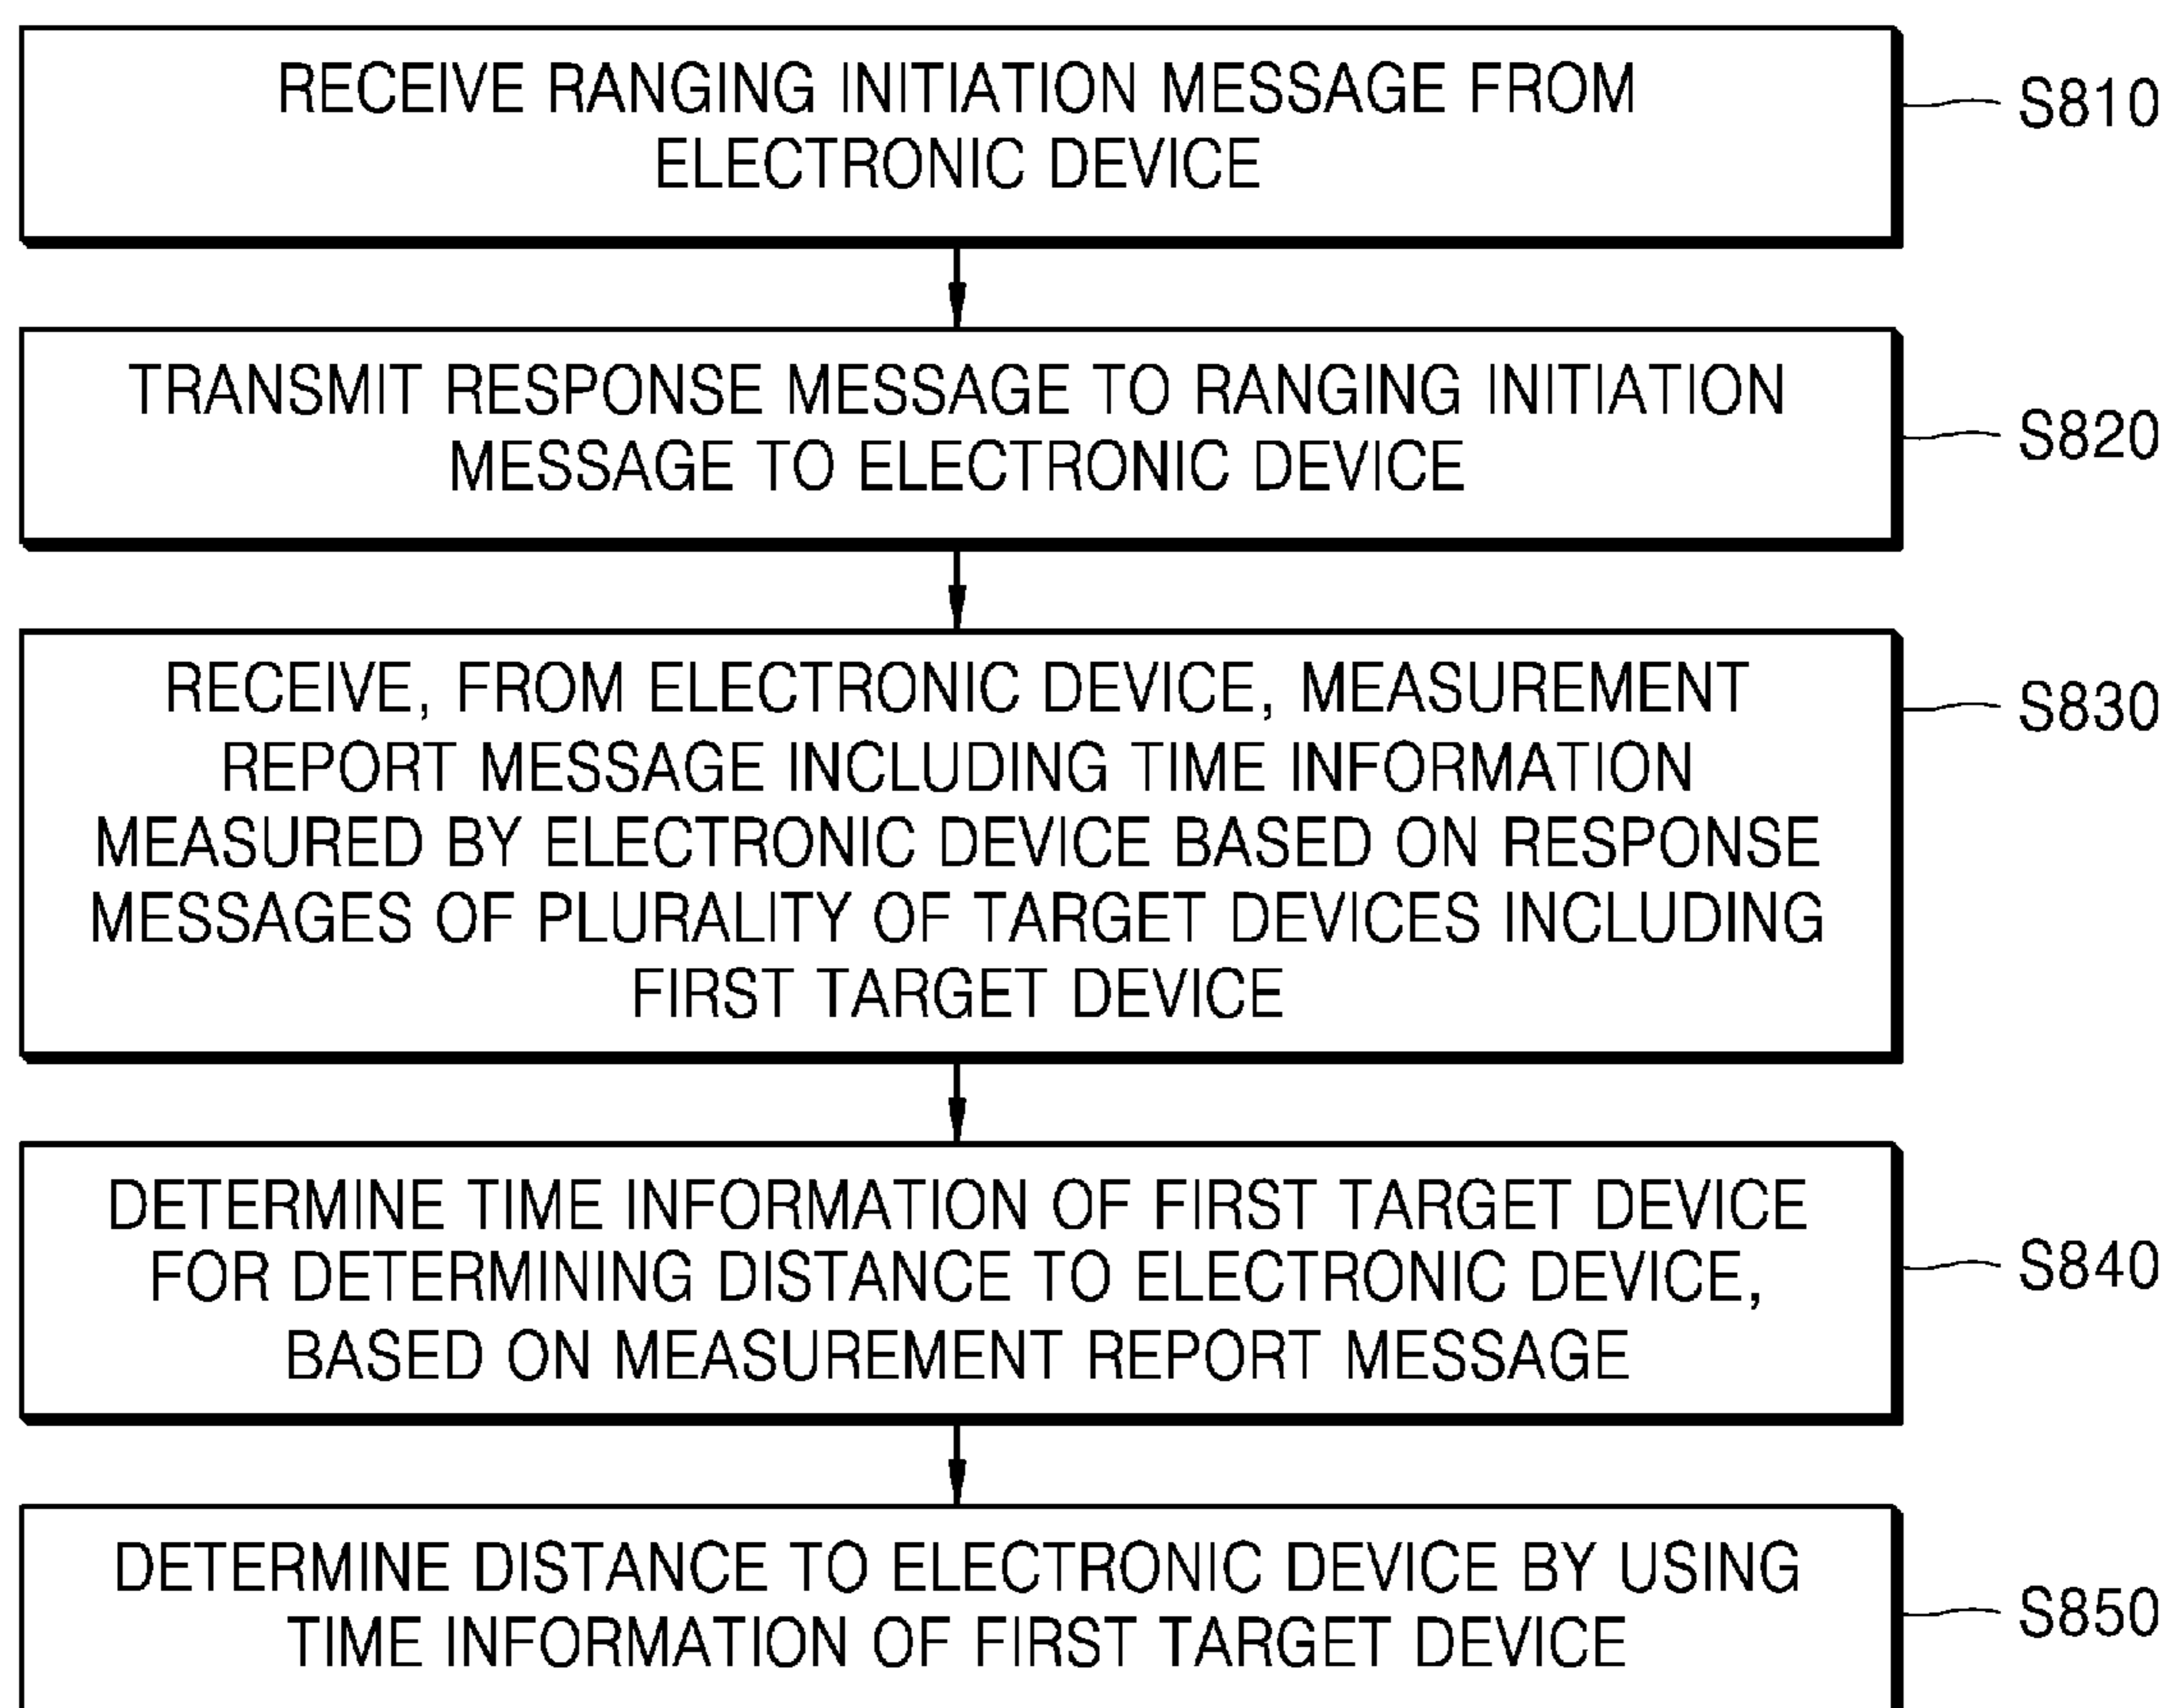 RECEIVE RANGING INITIATION MESSAGE FROM
ELECTRONIC DEVICE
S810
TRANSMIT RESPONSE MESSAGE TO RANGING INITIATION
MESSAGE TO ELECTRONIC DEVICE
S820
RECEIVE, FROM ELECTRONIC DEVICE, MEASUREMENT
REPORT MESSAGE INCLUDING TIME INFORMATION
MEASURED BY ELECTRONIC DEVICE BASED ON RESPONSE
MESSAGES OF PLURALITY OF TARGET DEVICES INCLUDING
FIRST TARGET DEVICE
S830
DETERMINE TIME INFORMATION OF FIRST TARGET DEVICE
FOR DETERMINING DISTANCE TO ELECTRONIC DEVICE,
BASED ON MEASUREMENT REPORT MESSAGE
S840
DETERMINE DISTANCE TO ELECTRONIC DEVICE BY USING
TIME INFORMATION OF FIRST TARGET DEVICE
S850